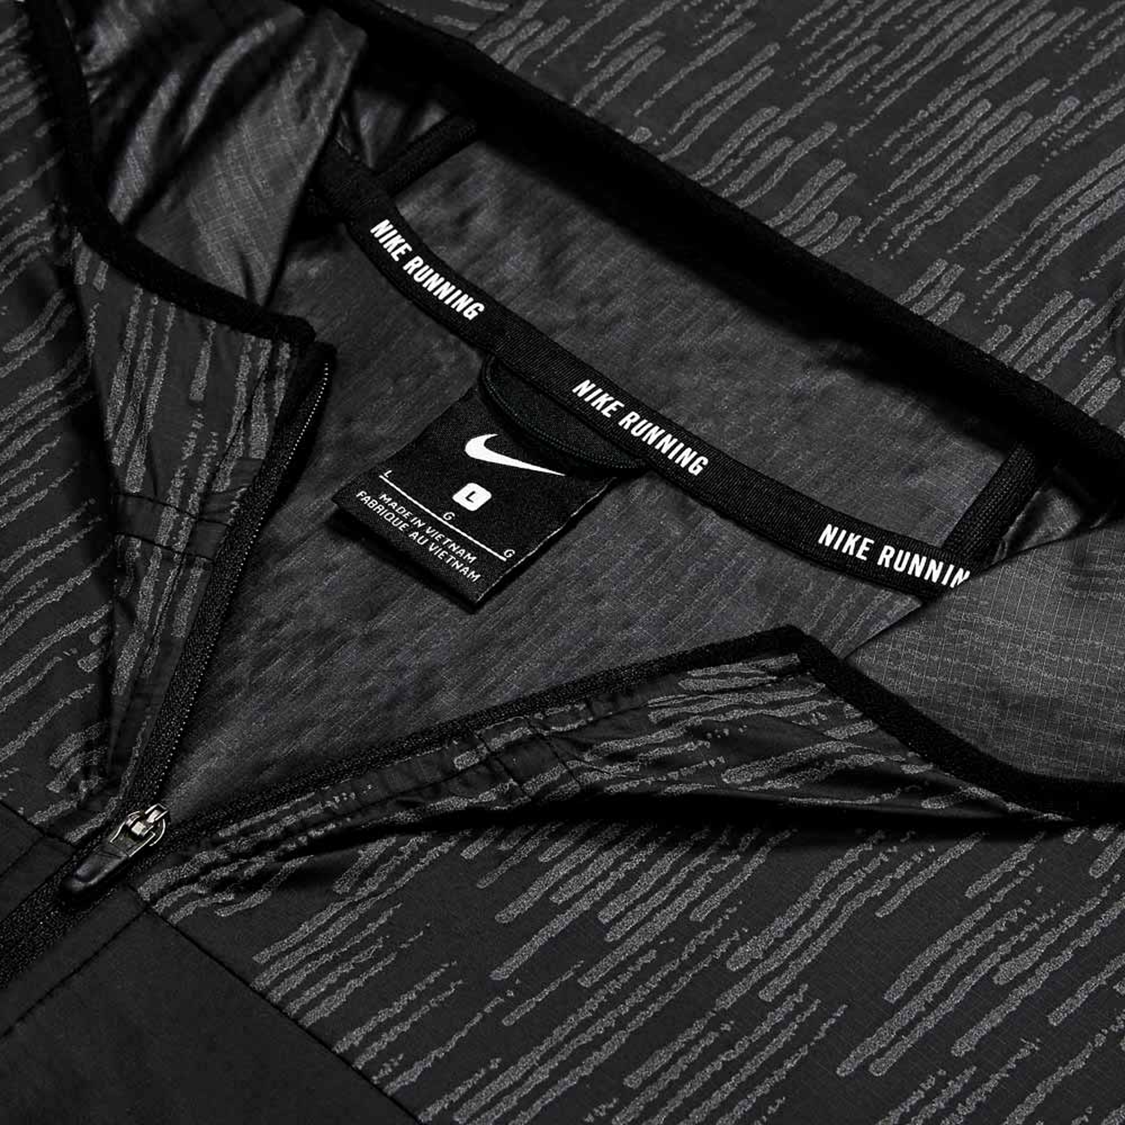 NIKE RUNNING
NIKE RUNNING
NIKE RUNNIN
L
L
G
G
MADE IN VIETNAM
FABRIQUE AU VIETNAM